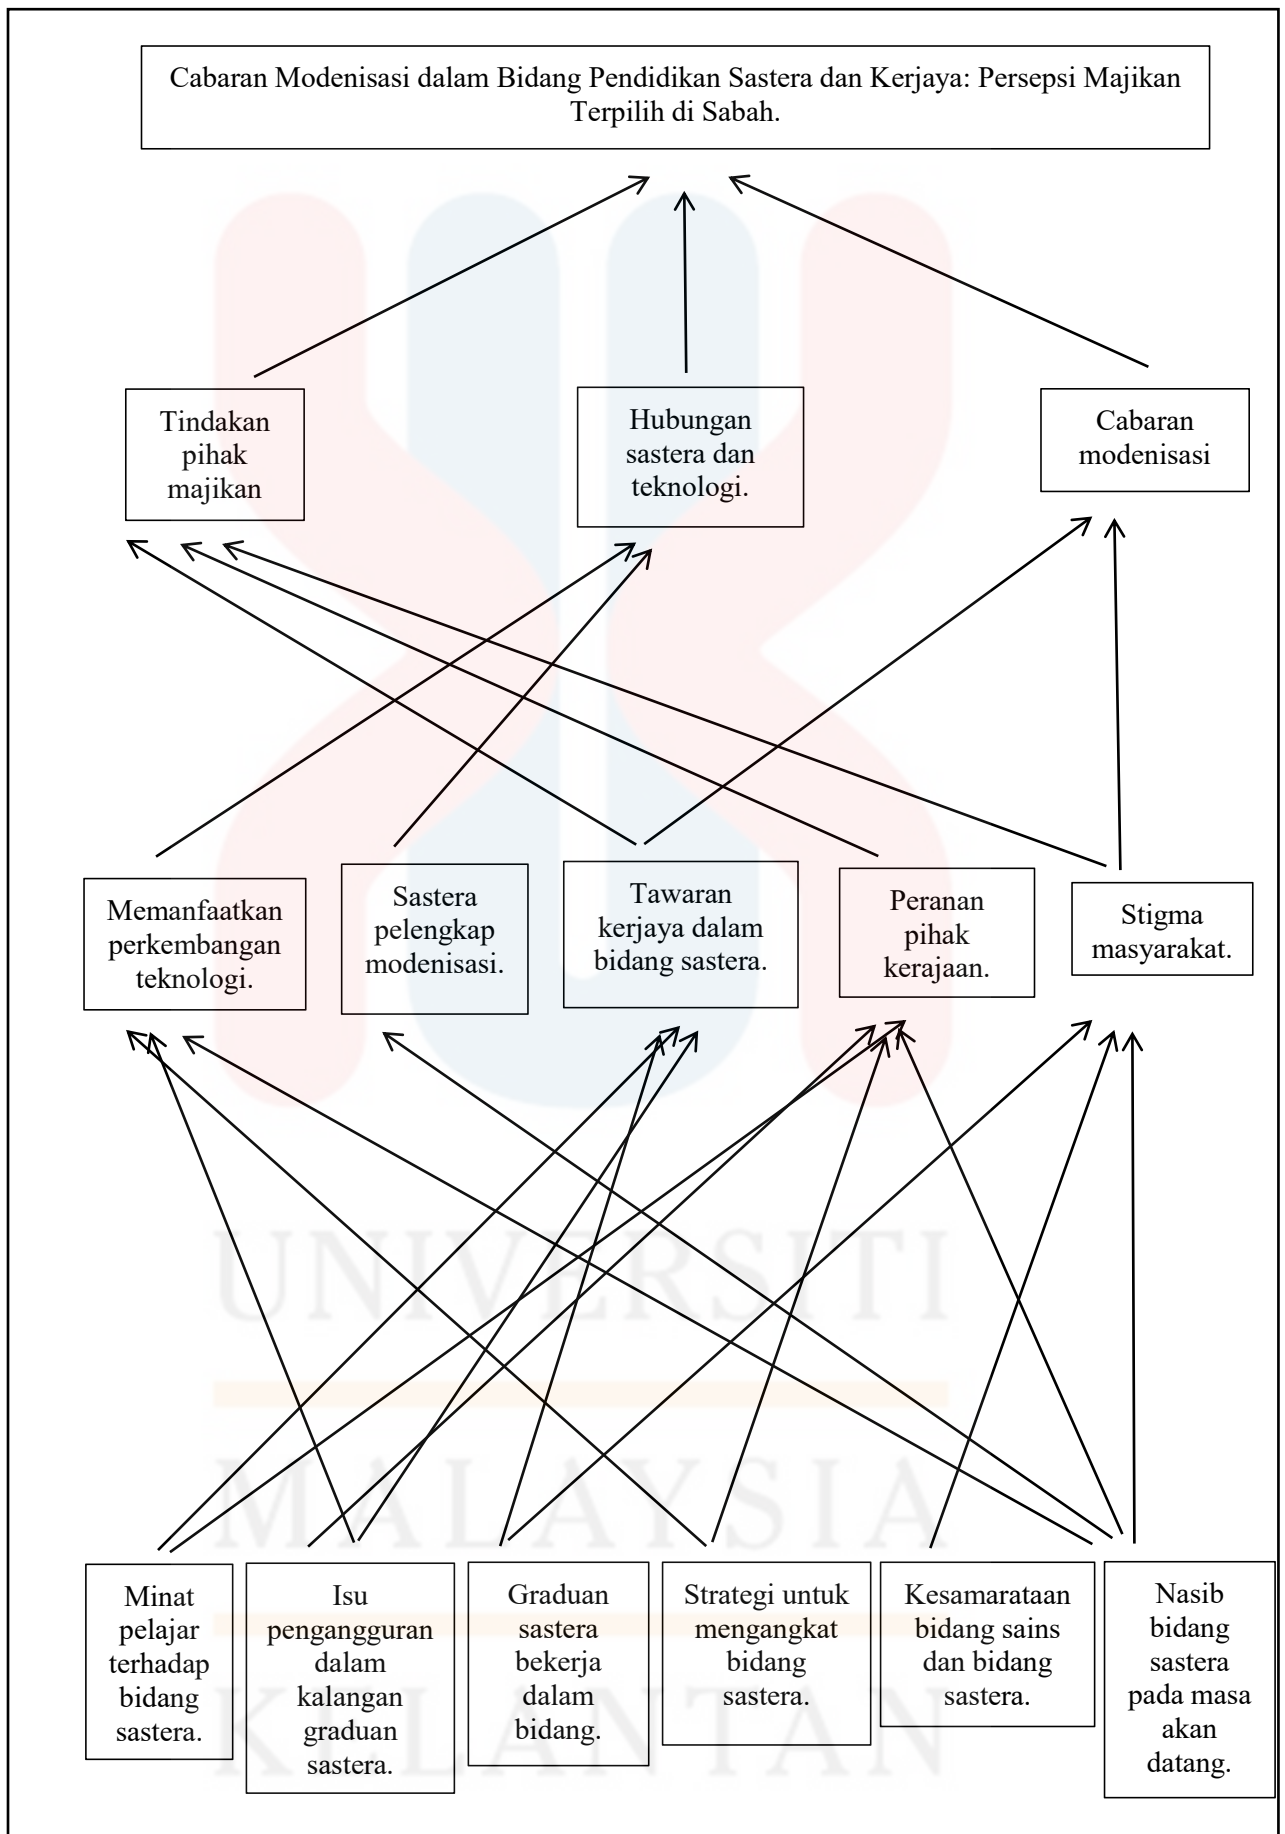 Cabaran Modenisasi dalam Bidang Pendidikan Sastera dan Kerjaya: Persepsi Majikan
Terpilih di Sabah.
Tindakan
pihak
majikan
Hubungan
sastera dan
teknologi.
Cabaran
modenisasi
Memanfaatkan
perkembangan
teknologi.
Sastera
pelengkap
modenisasi.
Tawaran
kerjaya dalam
bidang sastera.
Peranan
pihak
kerajaan.
Stigma
masyarakat.
UNIVERSITI
MALAYSIA
KELANTAN
Minat
pelajar
terhadap
bidang
sastera.
Isu
pengangguran
dalam
kalangan
graduan
sastera.
Graduan
sastera
bekerja
dalam
bidang.
Strategi untuk
mengangkat
bidang
sastera.
Kesamarataan
bidang sains
dan bidang
sastera.
Nasib
bidang
sastera
pada masa
akan
datang.